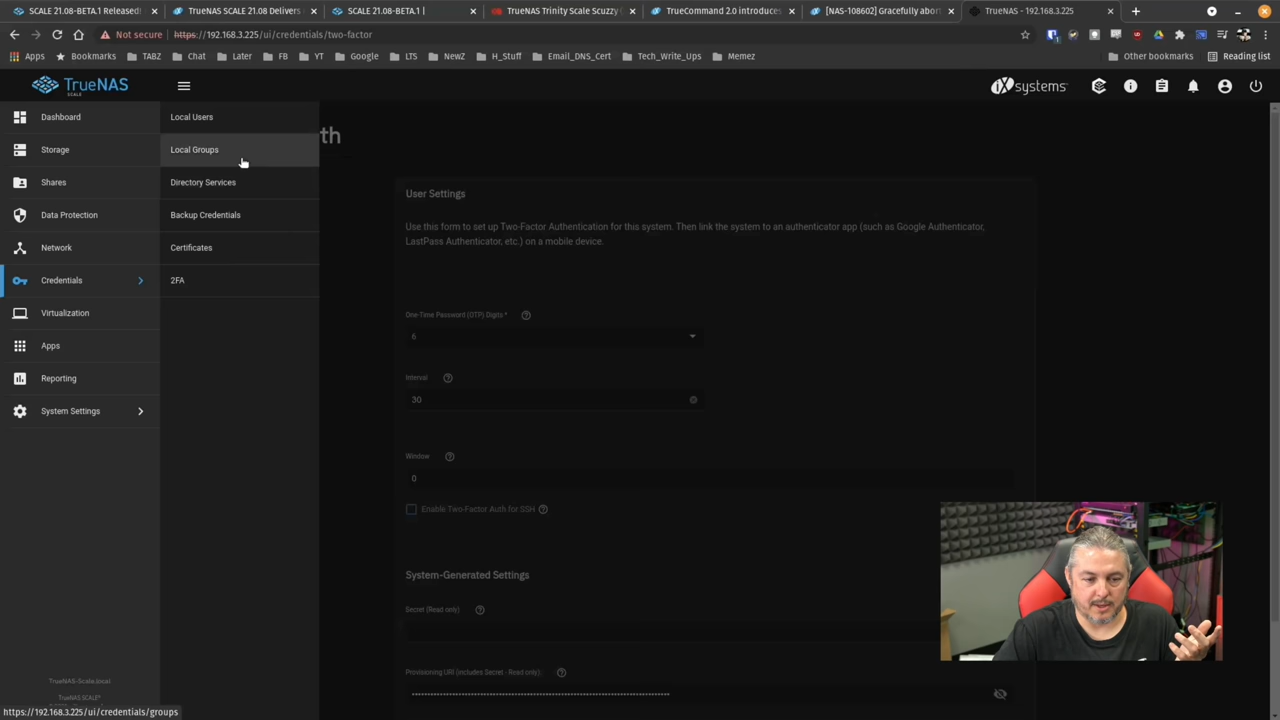 SCALE 21.08-BETA.1 Released!
TrueNAS SCALE 21.08 Delivers
SCALE 21.08-BETA.1 |
TrueNAS Trinity Scale Scuzzy
TrueCommand 2.0 introduces
[NAS-108602] Gracefully abor
TrueNAS - 192.168.3.225
Not secure
https://192.168.3.225/ui/credentials/two-factor
Apps
Bookmarks
TABZ
Chat
Later
FB
YT
Google
LTS
NewZ
H_Stuff
Email_DNS_Cert
Tech_Write_Ups
Memez
Other bookmarks
Reading list
TrueNAS
SCALE
iXsystems
Dashboard
Storage
Shares
Data Protection
Network
Credentials
Virtualization
Apps
Reporting
System Settings
Local Users
Local Groups
Directory Services
Backup Credentials
Certificates
2FA
th
User Settings
Use this form to set up Two-Factor Authentication for this system. Then link the system to an authenticator app (such as Google Authenticator,
LastPass Authenticator, etc.) on a mobile device.
One-Time Password (OTP) Digits *
6
Interval
30
Window
0
Enable Two-Factor Auth for SSH
System-Generated Settings
Secret (Read only)
Provisioning URI (includes Secret - Read only):
TrueNAS-Scale.local
TrueNAS SCALE®
https://192.168.3.225/ui/credentials/groups